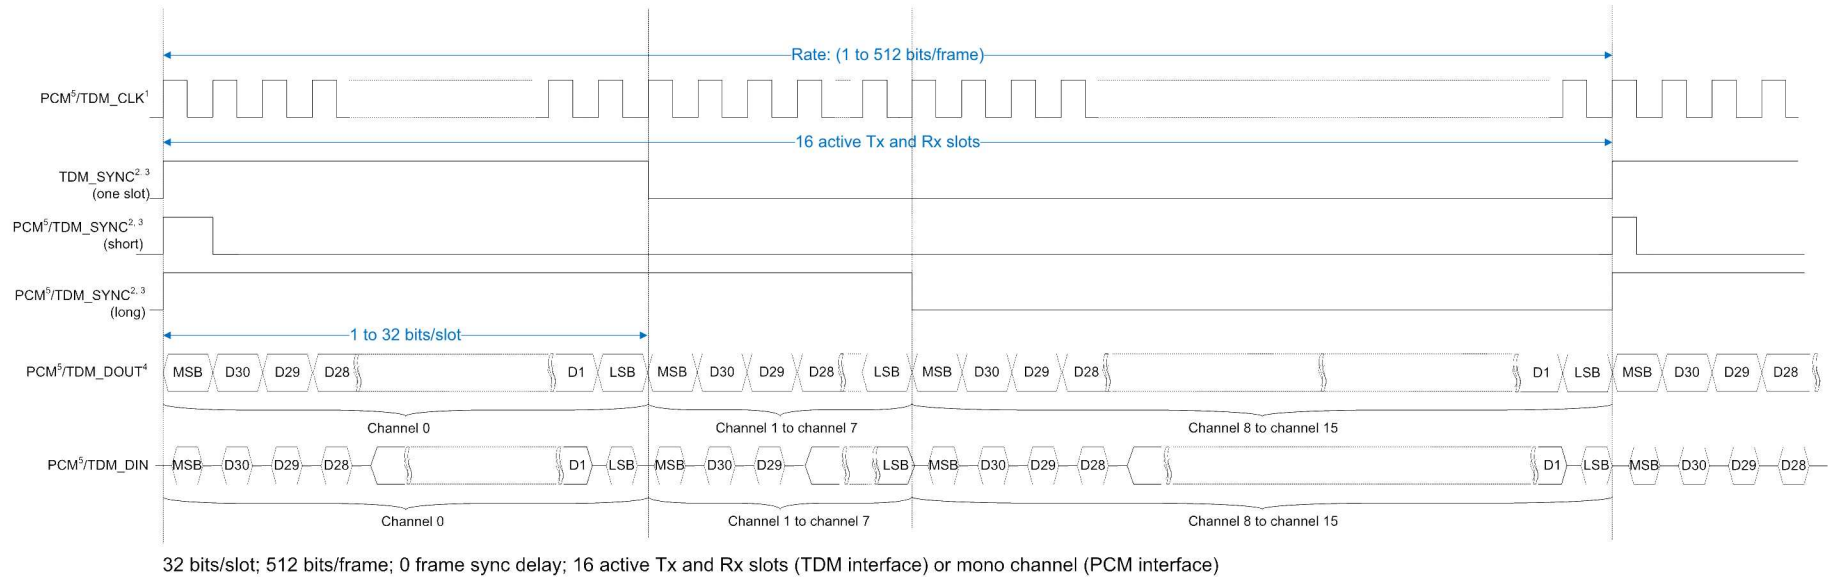 Rate: (1 to 512 bits/frame)
PCM⁵/TDM_CLK¹
16 active Tx and Rx slots
TDM_SYNC²,³
(one slot)
PCM⁵/TDM_SYNC²,³
(short)
PCM⁵/TDM_SYNC²,³
(long)
1 to 32 bits/slot
PCM⁵/TDM_DOUT⁴ MSB D30 D29 D28 D1 LSB MSB D30 D29 D28 LSB MSB D30 D29 D28 D1 LSB MSB D30 D29 D28
Channel 0 Channel 1 to channel 7 Channel 8 to channel 15
PCM⁵/TDM_DIN MSB D30 D29 D28 D1 LSB MSB D30 D29 LSB MSB D30 D29 D28 D1 LSB MSB D30 D29 D28
Channel 0 Channel 1 to channel 7 Channel 8 to channel 15
32 bits/slot; 512 bits/frame; 0 frame sync delay; 16 active Tx and Rx slots (TDM interface) or mono channel (PCM interface)